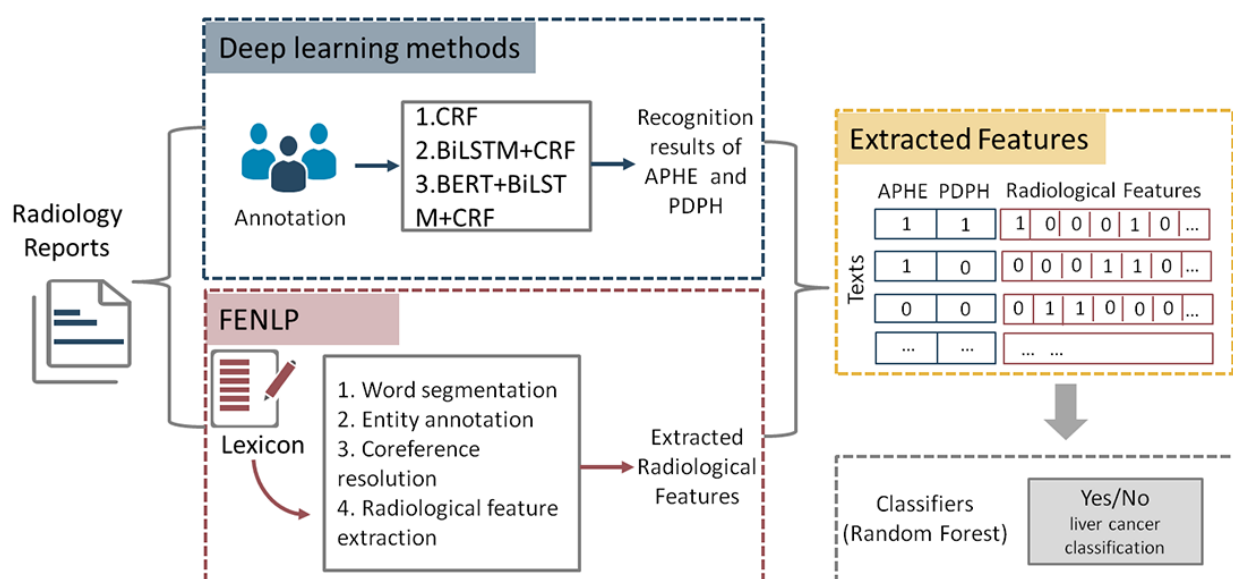 Radiology
Reports
Deep learning methods
Annotation
1.CRF
2.BiLSTM+CRF
3.BERT+BiLST
M+CRF
Recognition
results of
APHE and
PDPH
FENLP
Lexicon
1. Word segmentation
2. Entity annotation
3. Coreference
resolution
4. Radiological feature
extraction
Extracted
Radiological
Features
Extracted Features
APHE PDPH Radiological Features
Texts
1 1 1 0 0 0 1 0 ...
1 0 0 0 0 1 1 0 ...
0 0 0 1 1 0 0 0 ...
... ... ... ...
Classifiers
(Random Forest)
Yes/No
liver cancer
classification